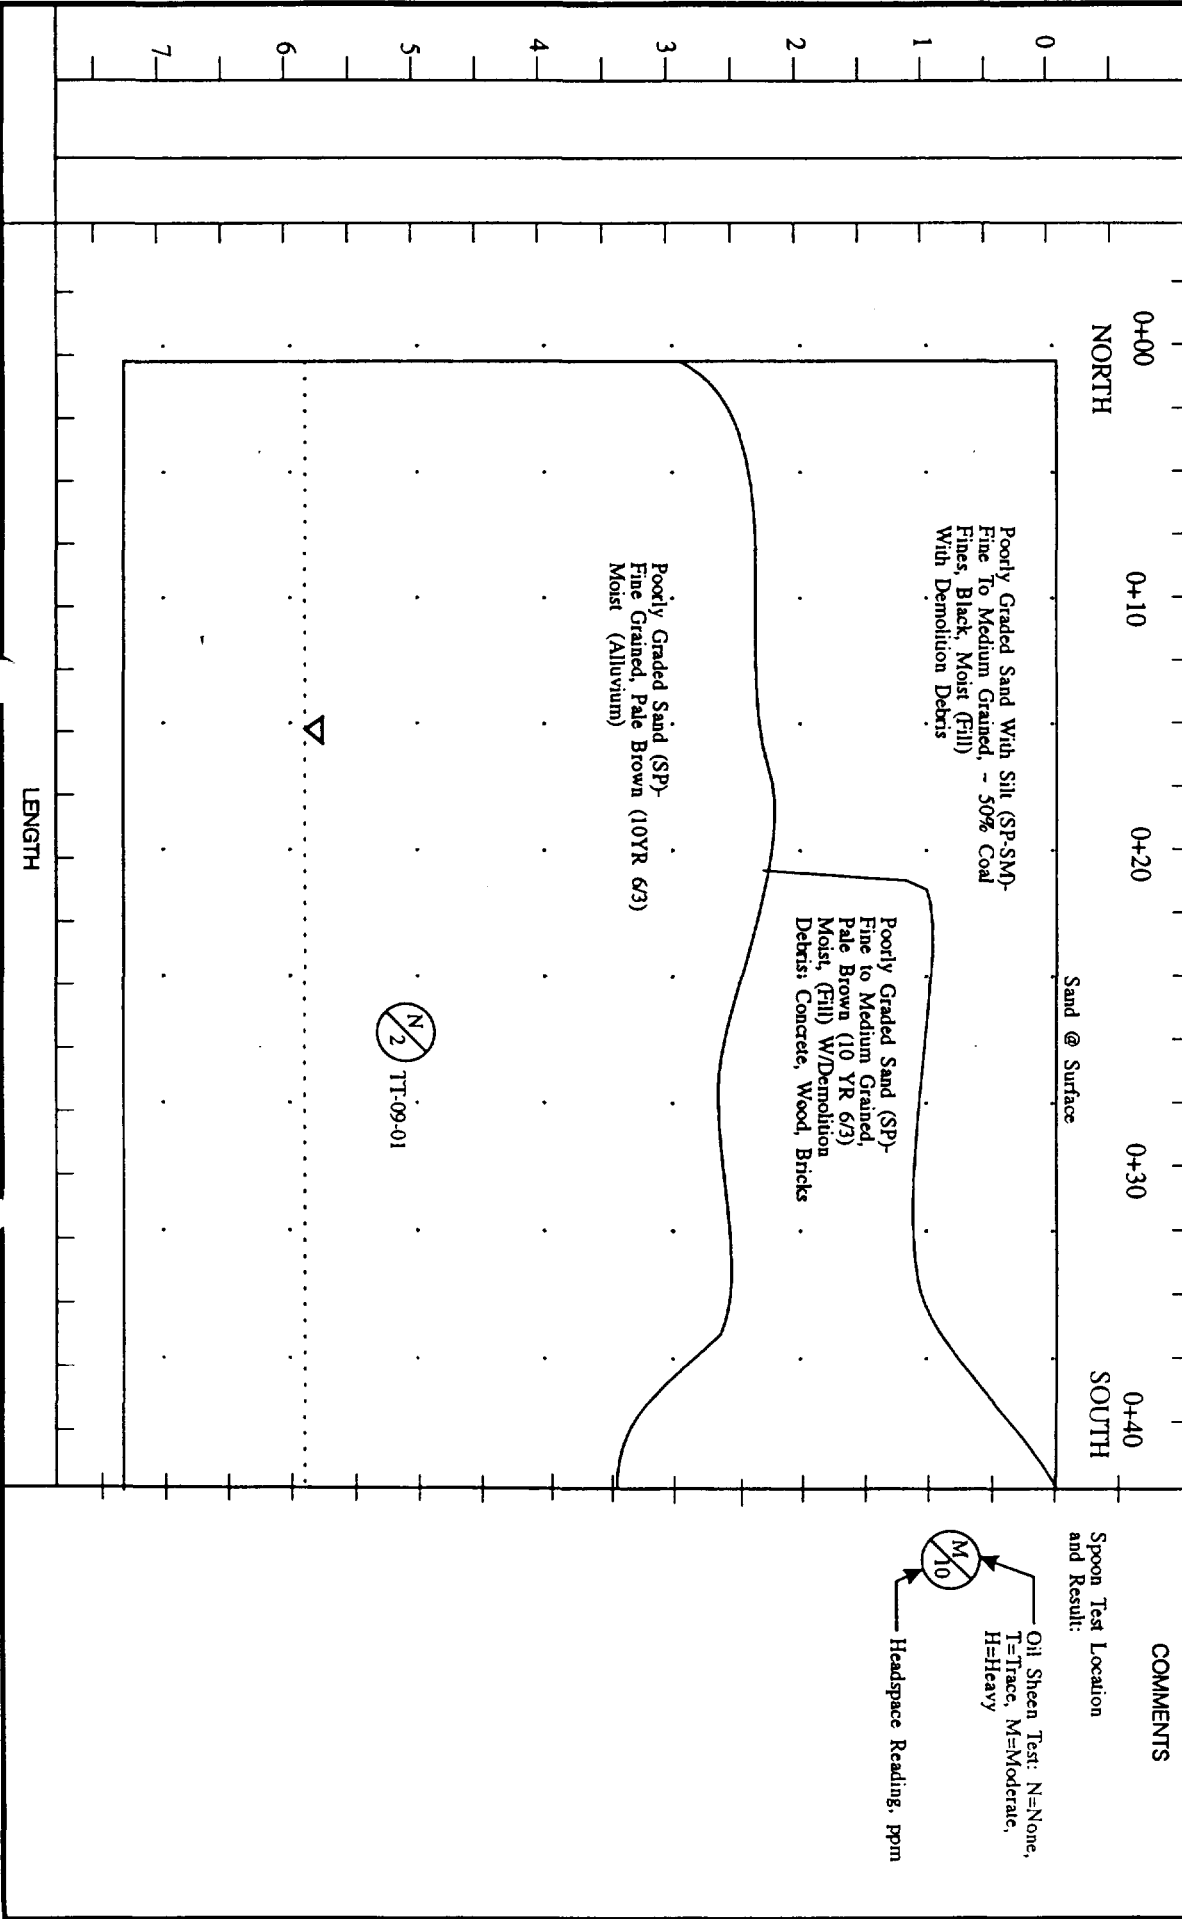 COMMENTS
0+00
0+10
0+20
0+30
0+40
NORTH
SOUTH
Sand @ Surface
Spoon Test Location
and Result:
Oil Sheen Test: N=None,
T=Trace, M=Moderate,
H=Heavy
M
10
Headspace Reading, ppm
0
1
2
3
4
5
6
7
Poorly Graded Sand With Silt (SP-SM)-
Fine To Medium Grained, ~ 50% Coal
Fines, Black, Moist (Fill)
With Demolition Debris
Poorly Graded Sand (SP)-
Fine to Medium Grained,
Pale Brown (10 YR 6/3)
Moist, (Fill) W/Demolition
Debris: Concrete, Wood, Bricks
Poorly Graded Sand (SP)-
Fine Grained, Pale Brown (10YR 6/3)
Moist (Alluvium)
N
2
TT-09-01
LENGTH